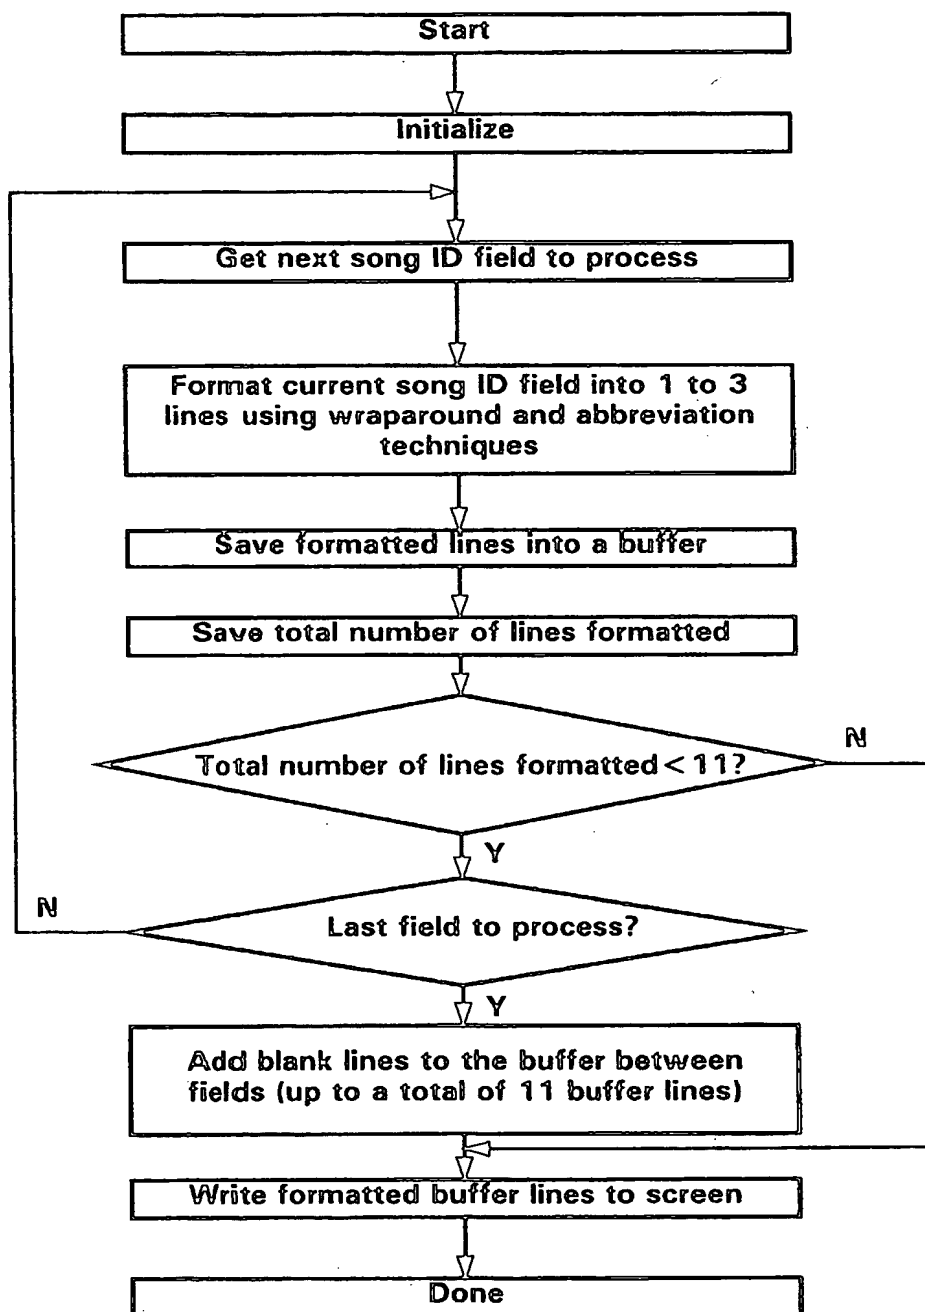 Start
Initialize
Get next song ID field to process
Format current song ID field into 1 to 3
lines using wraparound and abbreviation
techniques
Save formatted lines into a buffer
Save total number of lines formatted
N
Total number of lines formatted < 11?
Y
N
Last field to process?
Y
Add blank lines to the buffer between
fields (up to a total of 11 buffer lines)
Write formatted buffer lines to screen
Done